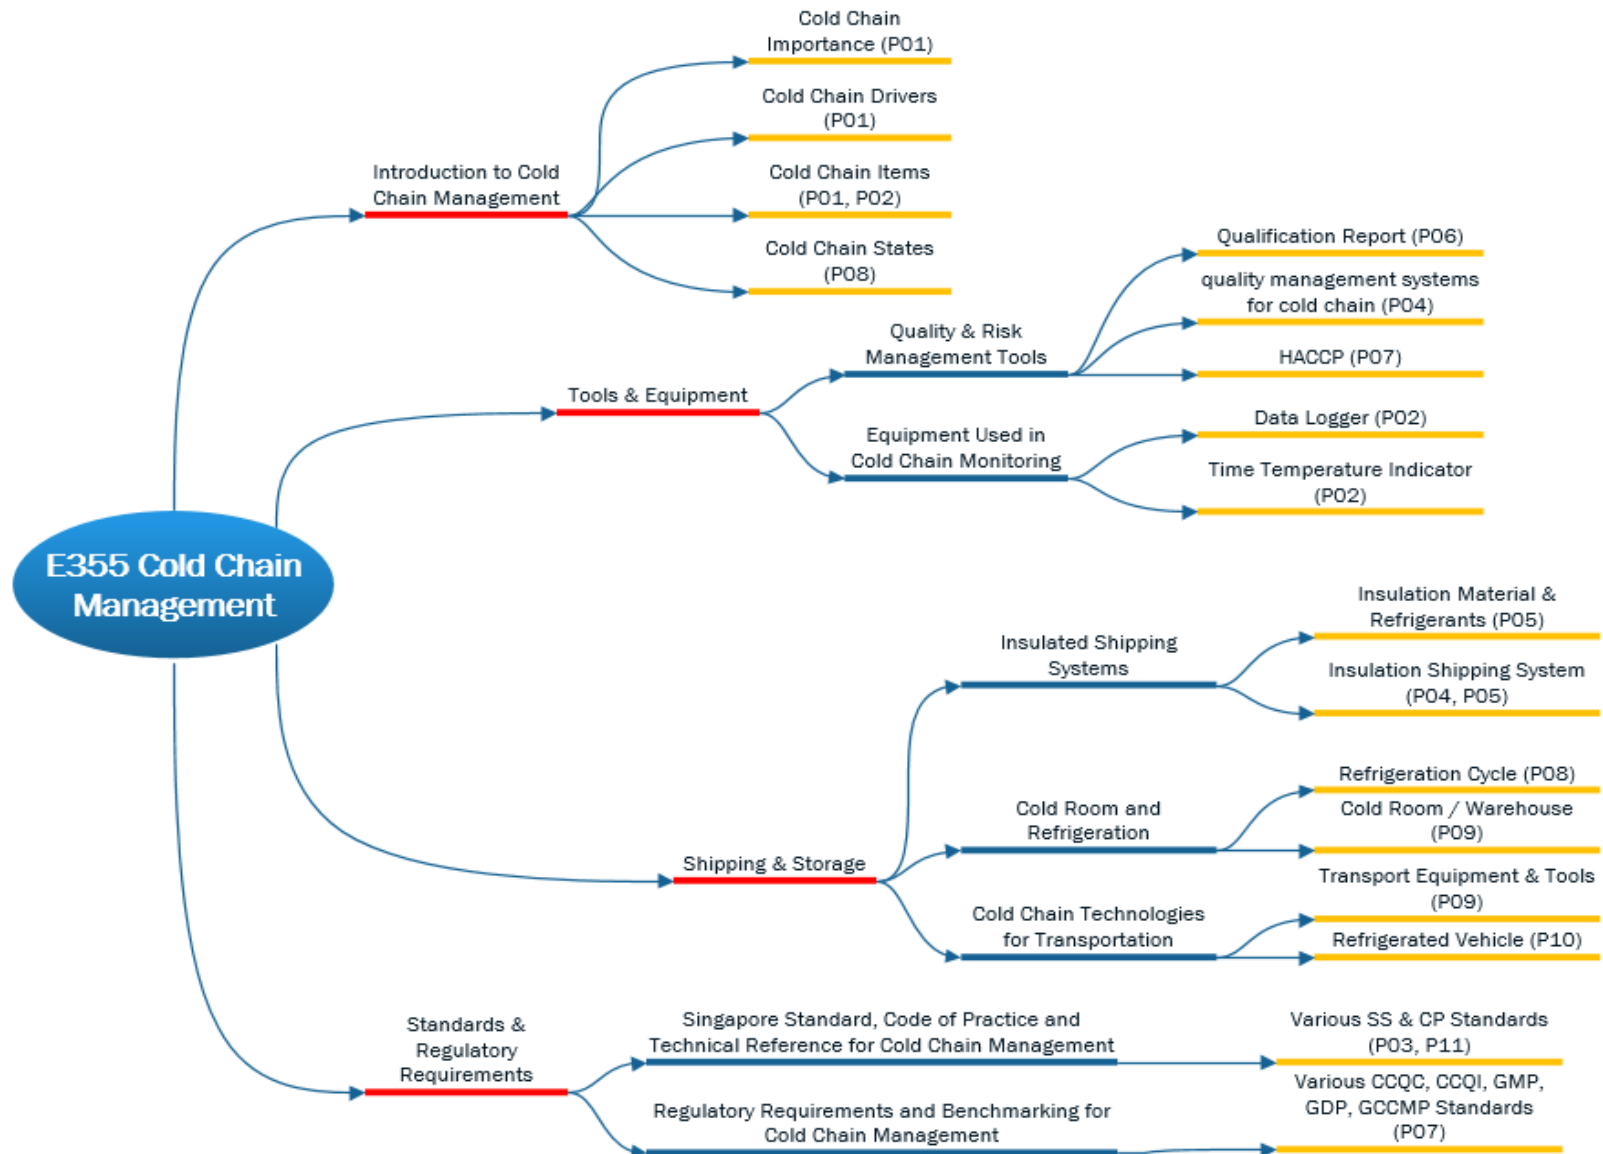 Cold Chain
Importance (P01)
Cold Chain Drivers
(P01)
Introduction to Cold
Chain Management
Cold Chain Items
(P01, P02)
Cold Chain States
(P08)
Qualification Report (P06)
quality management systems
for cold chain (P04)
Quality & Risk
Management Tools
HACCP (P07)
Tools & Equipment
Data Logger (P02)
Equipment Used in
Cold Chain Monitoring
Time Temperature Indicator
(P02)
E355 Cold Chain
Management
Insulation Material &
Refrigerants (P05)
Insulated Shipping
Systems
Insulation Shipping System
(P04, P05)
Refrigeration Cycle (P08)
Cold Room and
Refrigeration
Cold Room / Warehouse
(P09)
Shipping & Storage
Transport Equipment & Tools
(P09)
Cold Chain Technologies
for Transportation
Refrigerated Vehicle (P10)
Standards &
Regulatory
Requirements
Singapore Standard, Code of Practice and
Technical Reference for Cold Chain Management
Various SS & CP Standards
(P03, P11)
Regulatory Requirements and Benchmarking for
Cold Chain Management
Various CCQC, CCQI, GMP,
GDP, GCCMP Standards
(P07)